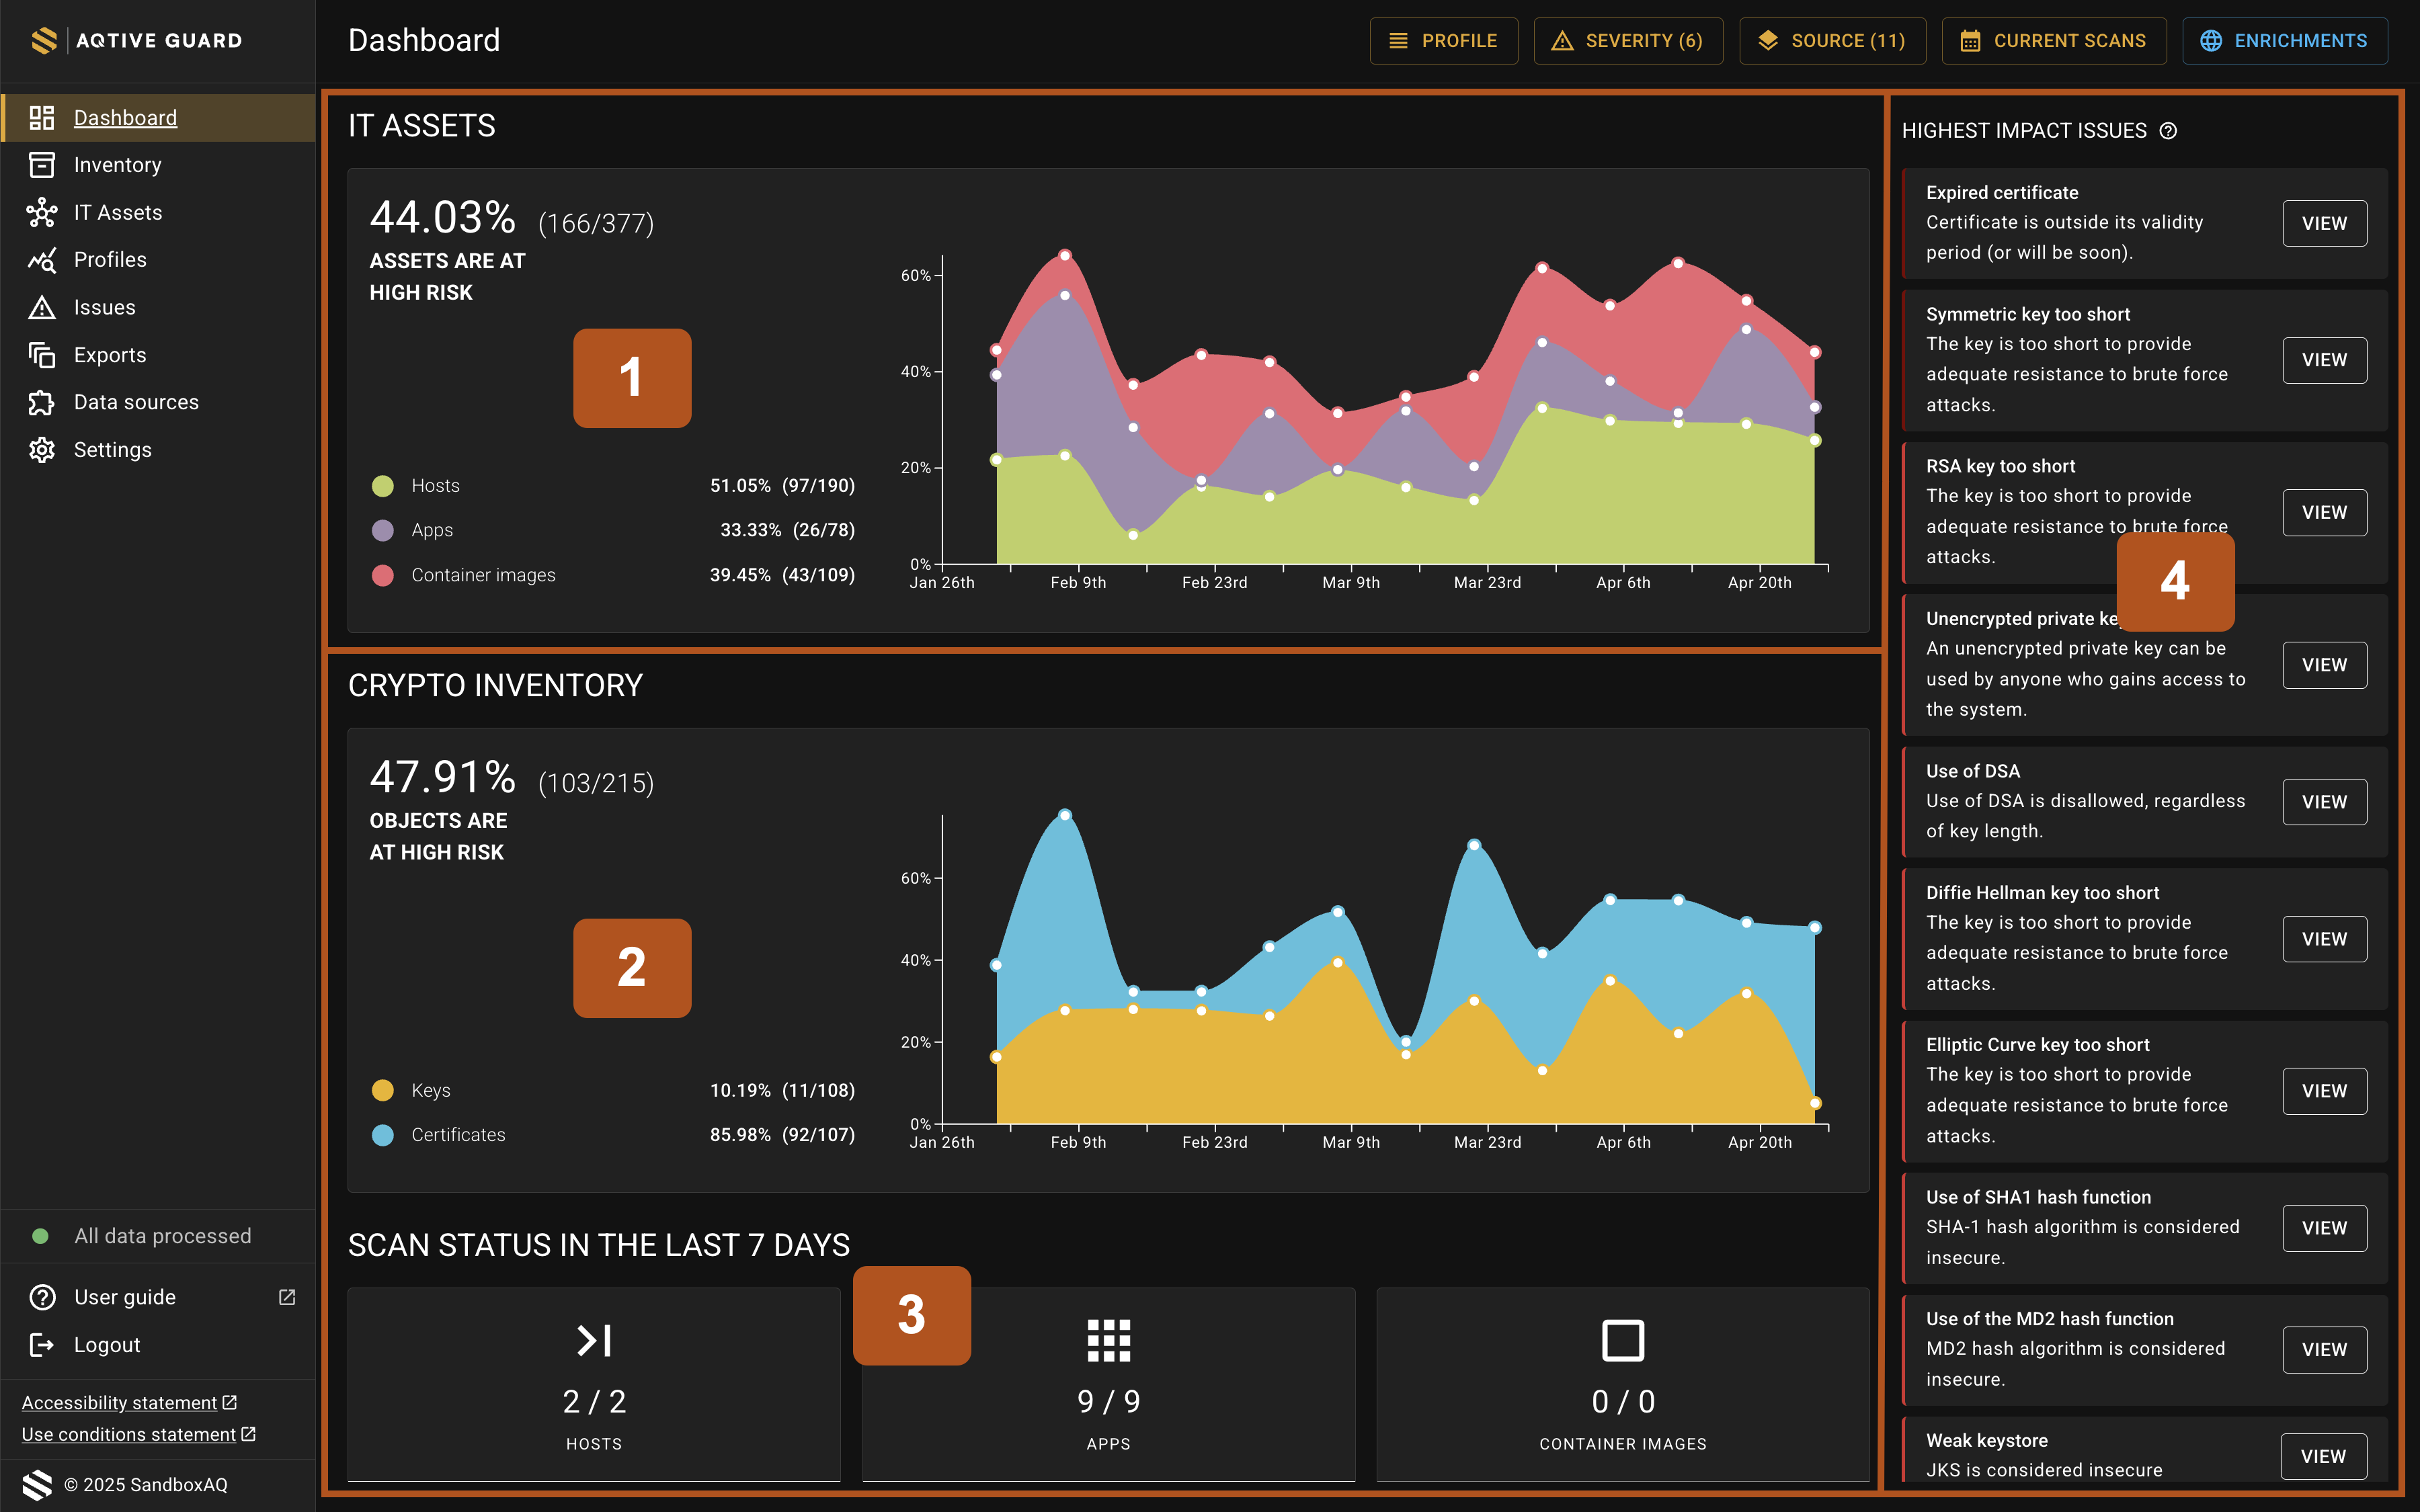 AQTIVE GUARD
Dashboard
PROFILE
SEVERITY (6)
SOURCE (11)
CURRENT SCANS
ENRICHMENTS
Dashboard
Inventory
IT Assets
Profiles
Issues
Exports
Data sources
Settings
All data processed
User guide
Logout
Accessibility statement
Use conditions statement
© 2025 SandboxAQ
IT ASSETS
44.03% (166/377)
ASSETS ARE AT
HIGH RISK
1
Hosts 51.05% (97/190)
Apps 33.33% (26/78)
Container images 39.45% (43/109)
60%
40%
20%
0%
Jan 26th Feb 9th Feb 23rd Mar 9th Mar 23rd Apr 6th Apr 20th
CRYPTO INVENTORY
47.91% (103/215)
OBJECTS ARE
AT HIGH RISK
2
Keys 10.19% (11/108)
Certificates 85.98% (92/107)
60%
40%
20%
0%
Jan 26th Feb 9th Feb 23rd Mar 9th Mar 23rd Apr 6th Apr 20th
SCAN STATUS IN THE LAST 7 DAYS
3
2 / 2
HOSTS
9 / 9
APPS
0 / 0
CONTAINER IMAGES
HIGHEST IMPACT ISSUES
Expired certificate
Certificate is outside its validity
period (or will be soon).
VIEW
Symmetric key too short
The key is too short to provide
adequate resistance to brute force
attacks.
VIEW
RSA key too short
The key is too short to provide
adequate resistance to brute force
attacks.
VIEW
4
Unencrypted private
An unencrypted private key can be
used by anyone who gains access to
the system.
VIEW
Use of DSA
Use of DSA is disallowed, regardless
of key length.
VIEW
Diffie Hellman key too short
The key is too short to provide
adequate resistance to brute force
attacks.
VIEW
Elliptic Curve key too short
The key is too short to provide
adequate resistance to brute force
attacks.
VIEW
Use of SHA1 hash function
SHA-1 hash algorithm is considered
insecure.
VIEW
Use of the MD2 hash function
MD2 hash algorithm is considered
insecure.
VIEW
Weak keystore
JKS is considered insecure
VIEW